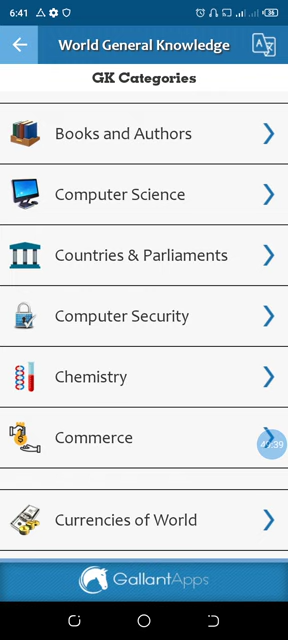 6:41
36
World General Knowledge
GK Categories
Books and Authors
Computer Science
Countries & Parliaments
Computer Security
Chemistry
Commerce
Currencies of World
GallantApps